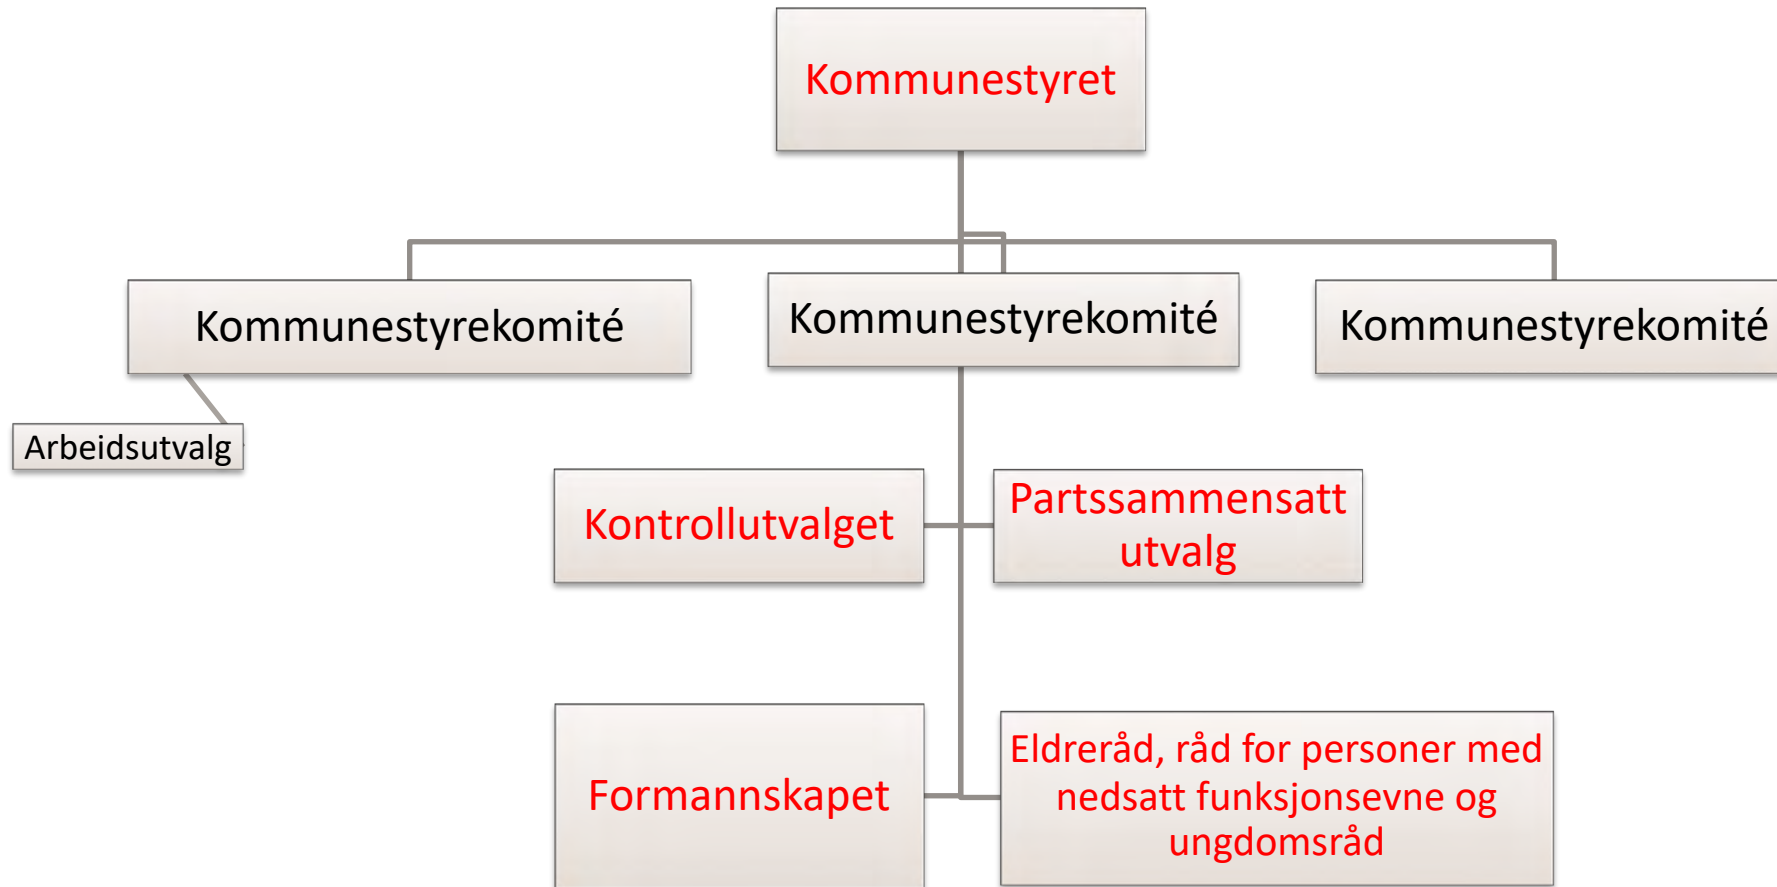 Kommunestyret
Kommunestyrekomité
Kommunestyrekomité
Kommunestyrekomité
Arbeidsutvalg
Kontrollutvalget
Partssammensatt
utvalg
Formannskapet
Eldreråd, råd for personer med
nedsatt funksjonsevne og
ungdomsråd